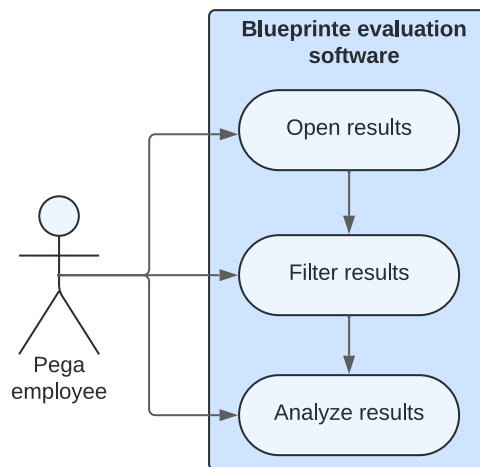 Blueprinte evaluation
software
Open results
Filter results
Pega
employee
Analyze results